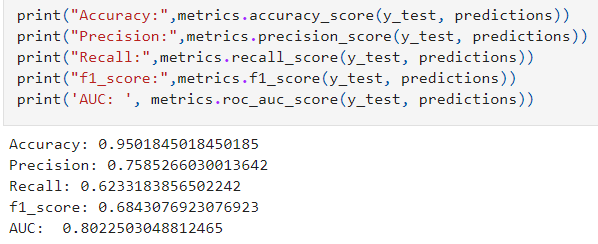 print("Accuracy:",metrics.accuracy_score(y_test, predictions))
print("Precision:",metrics.precision_score(y_test, predictions))
print("Recall:",metrics.recall_score(y_test, predictions))
print("f1_score:",metrics.f1_score(y_test, predictions))
print('AUC: ', metrics.roc_auc_score(y_test, predictions))
Accuracy: 0.9501845018450185
Precision: 0.7585266030013642
Recall: 0.6233183856502242
f1_score: 0.6843076923076923
AUC:  0.8022503048812465